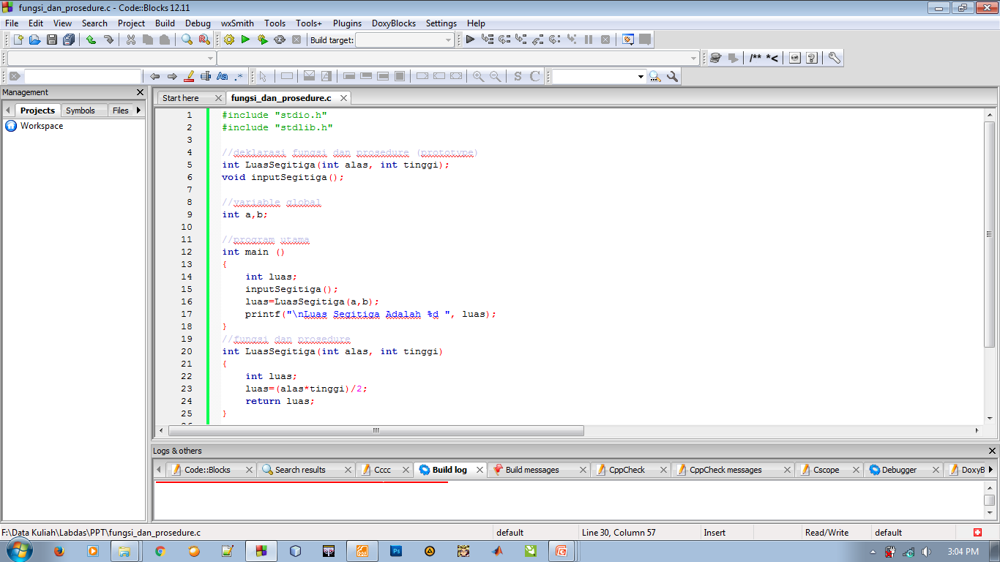 fungsi_dan_prosedure.c - Code::Blocks 12.11
File Edit View Search Project Build Debug wxSmith Tools Tools+ Plugins DoxyBlocks Settings Help
Build target:
/** *<
Aa .*
S C
Management
Projects Symbols Files
Workspace
Start here fungsi_dan_prosedure.c
1 #include "stdio.h"
2 #include "stdlib.h"
3
4 //deklarasi fungsi dan prosedure (prototype)
5 int LuasSegitiga(int alas, int tinggi);
6 void inputSegitiga();
7
8 //variable global
9 int a,b;
10
11 //program utama
12 int main ()
13 {
14 int luas;
15 inputSegitiga();
16 luas=LuasSegitiga(a,b);
17 printf("\nLuas Segitiga Adalah %d ", luas);
18 }
19 //fungsi dan prosedure
20 int LuasSegitiga(int alas, int tinggi)
21 {
22 int luas;
23 luas=(alas*tinggi)/2;
24 return luas;
25 }
Logs & others
Code::Blocks Search results Cccc Build log Build messages CppCheck CppCheck messages Cscope Debugger DoxyB
F:\Data Kuliah\Labdas\PPT\fungsi_dan_prosedure.c default Line 30, Column 57 Insert Read/Write default
3:04 PM